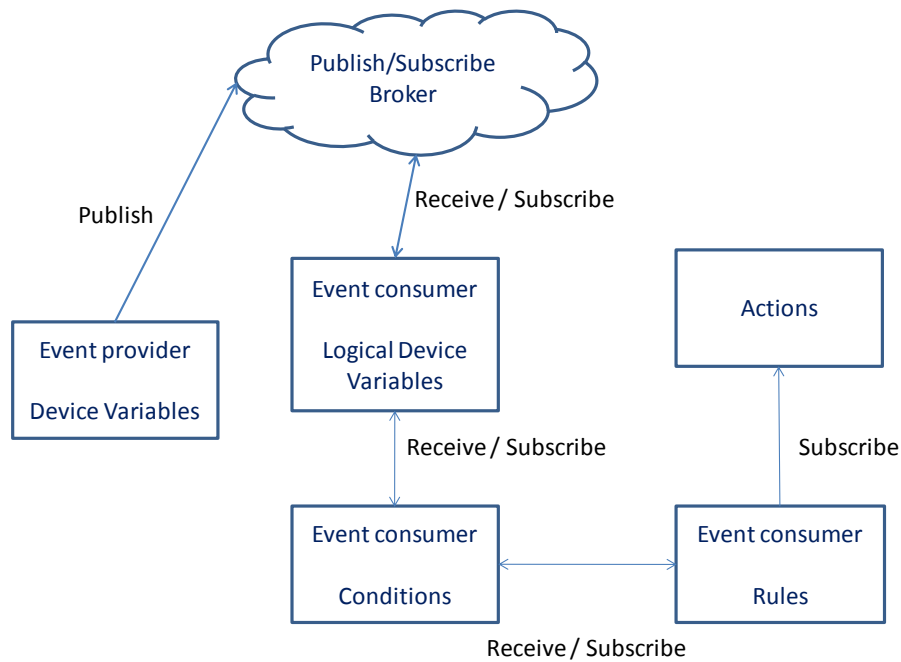 Publish/Subscribe
Broker
Publish
Receive / Subscribe
Event consumer
Logical Device
Variables
Actions
Event provider
Device Variables
Receive / Subscribe
Subscribe
Event consumer
Conditions
Event consumer
Rules
Receive / Subscribe